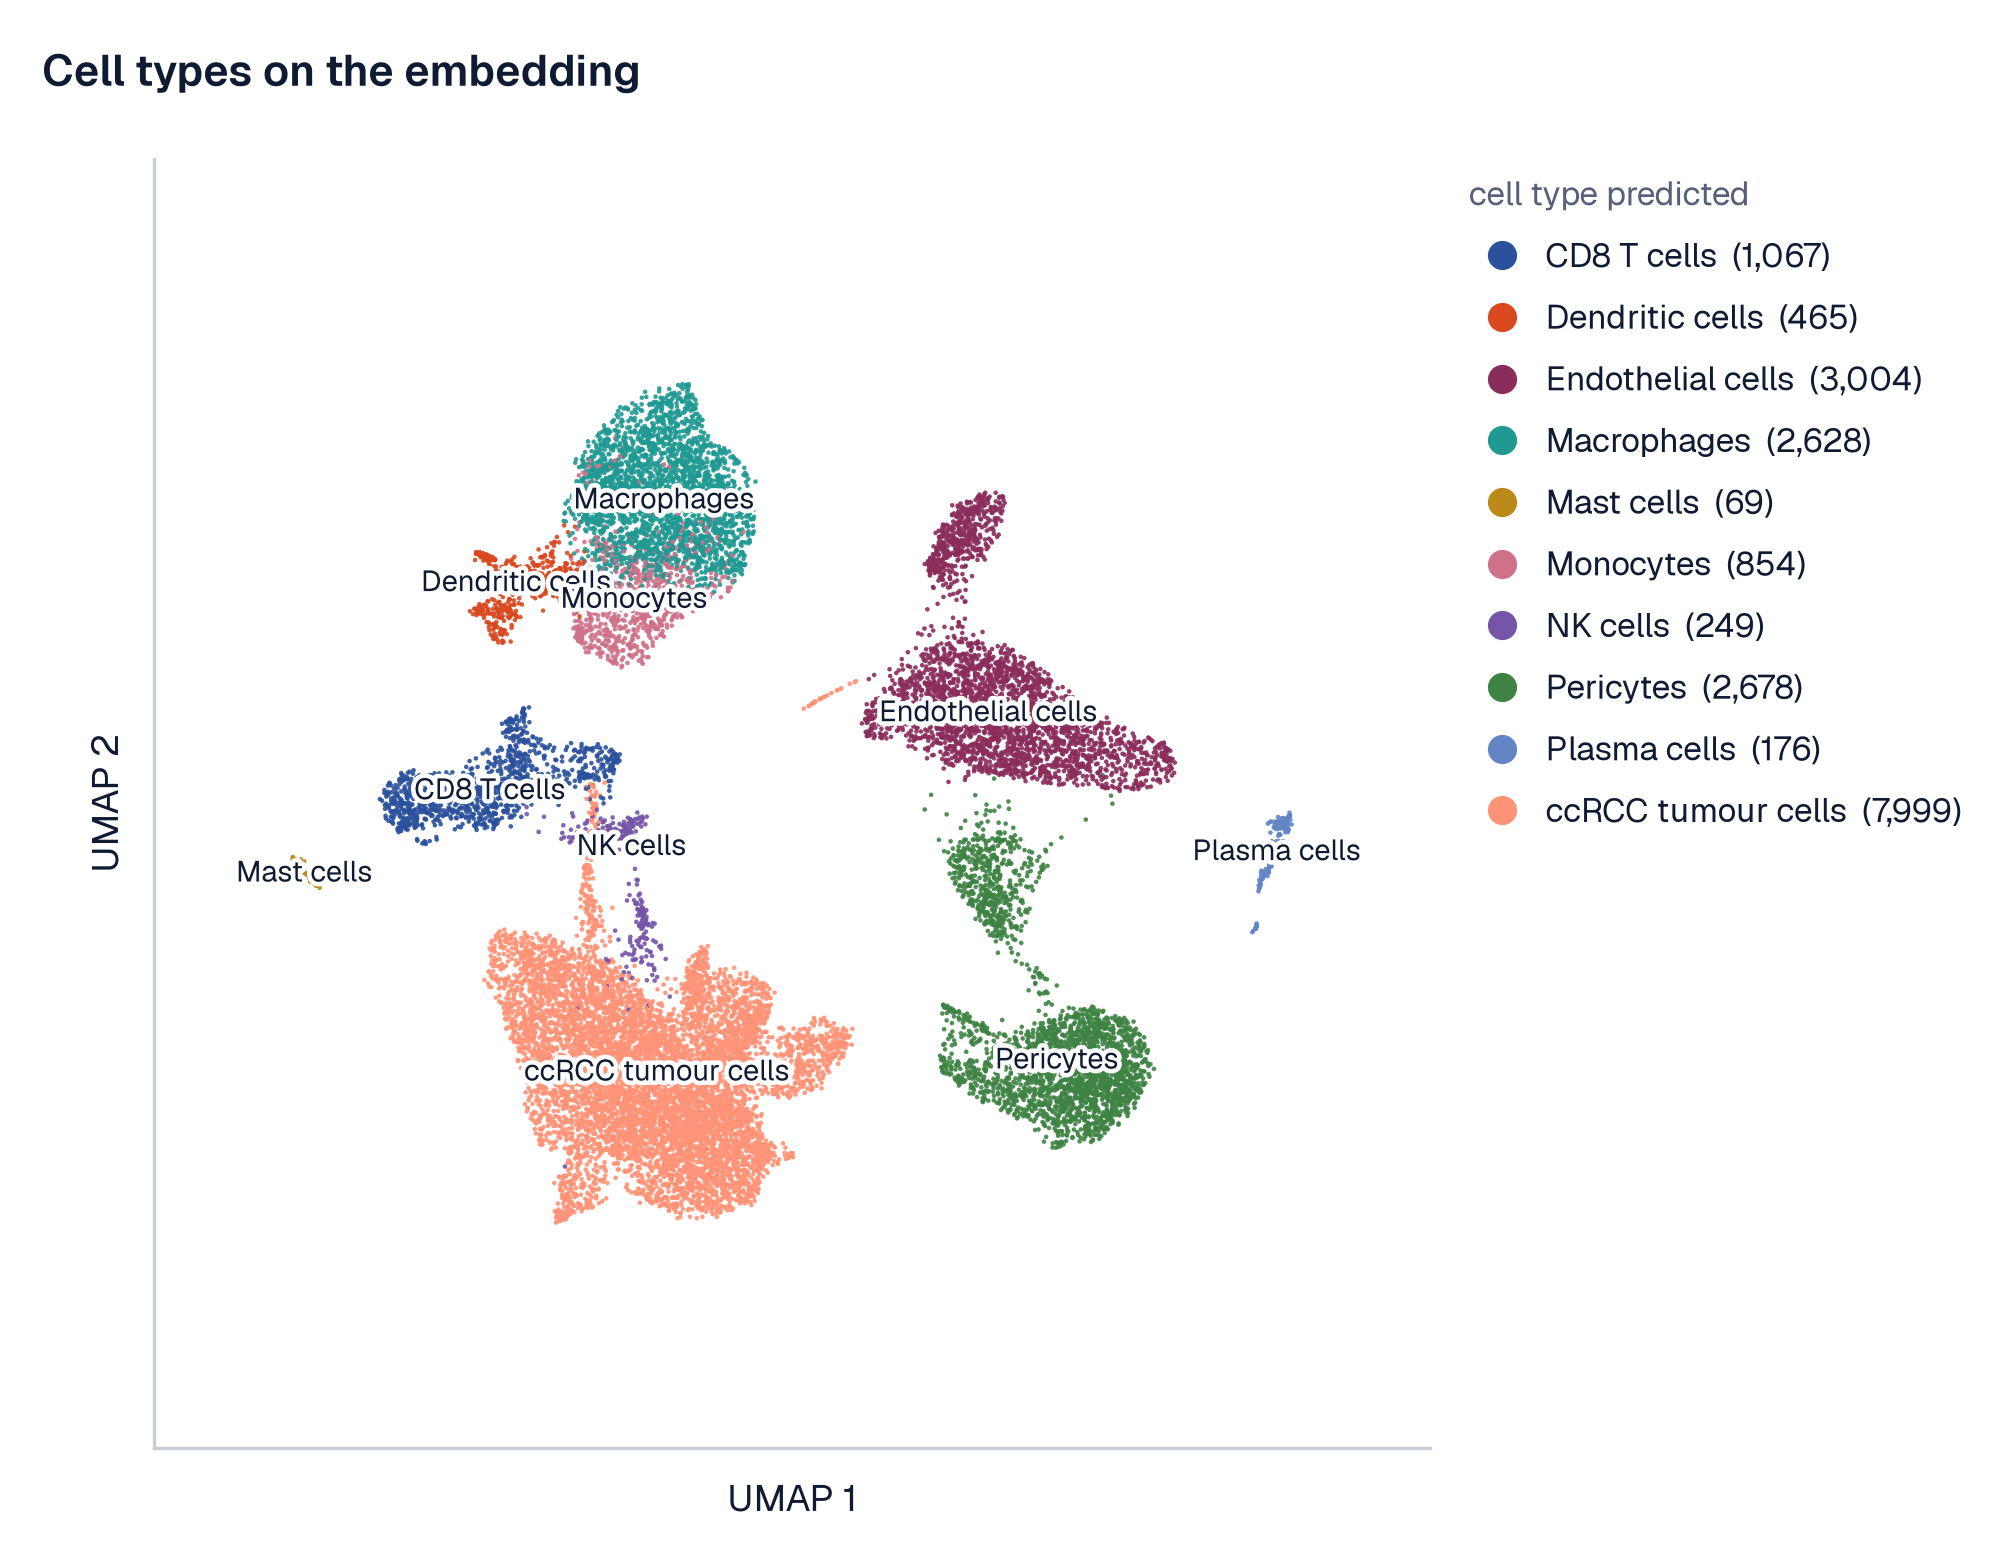 Cell types on the embedding
cell type predicted
CD8 T cells (1,067)
Dendritic cells (465)
Endothelial cells (3,004)
Macrophages (2,628)
Mast cells (69)
Monocytes (854)
NK cells (249)
Pericytes (2,678)
Plasma cells (176)
ccRCC tumour cells (7,999)
Macrophages
Dendritic cells
Monocytes
Endothelial cells
CD8 T cells
NK cells
Plasma cells
Mast cells
Pericytes
ccRCC tumour cells
UMAP 2
UMAP 1